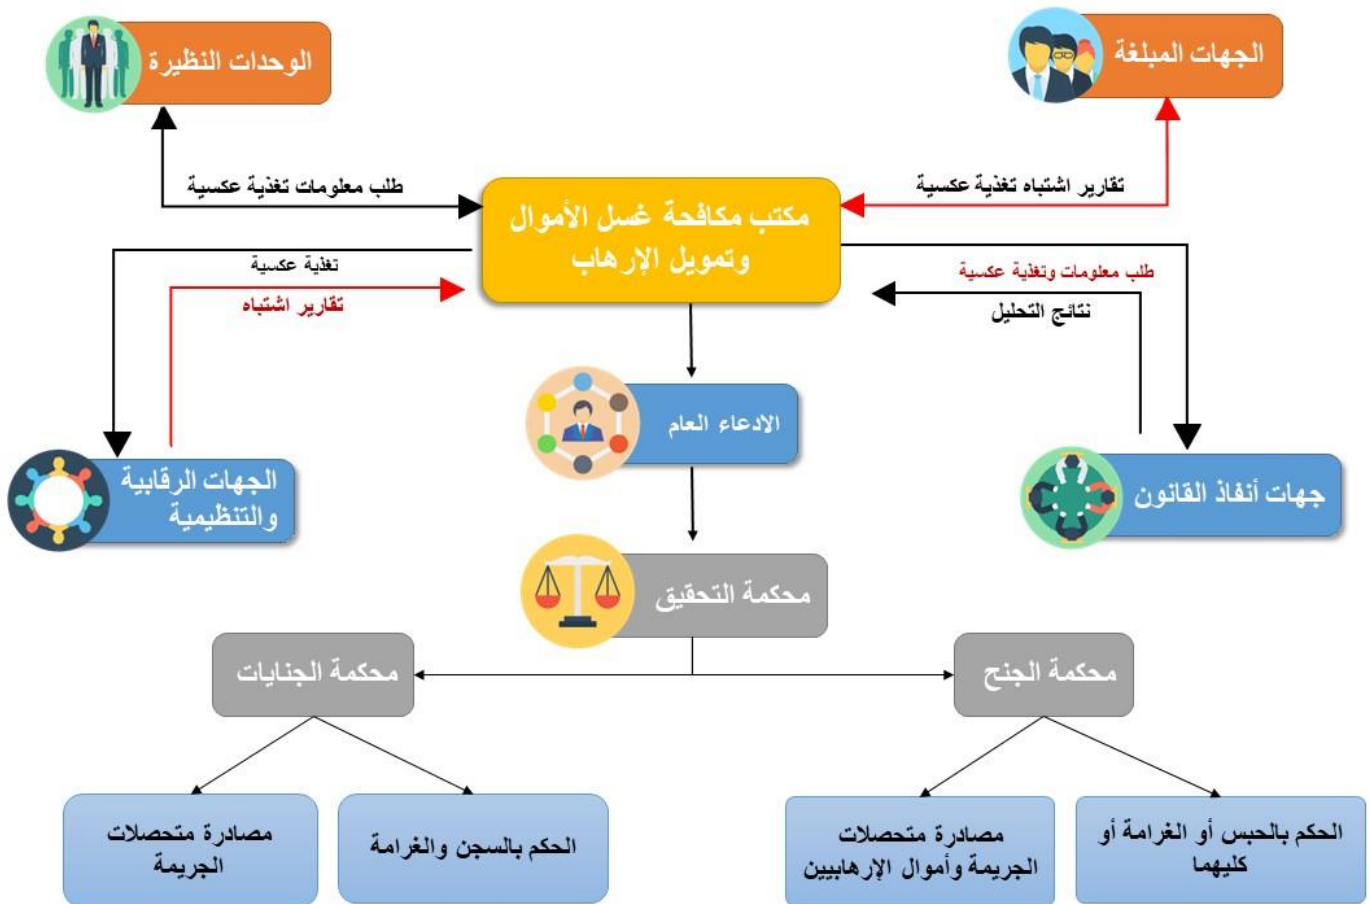 الجهات المبلغة
الوحدات النظيرة
تقارير اشتباه تغذية عكسية
طلب معلومات تغذية عكسية
مكتب مكافحة غسل الأموال
وتمويل الإرهاب
طلب معلومات وتغذية عكسية
نتائج التحليل
تغذية عكسية
تقارير اشتباه
الادعاء العام
جهات أنفاذ القانون
الجهات الرقابية
والتنظيمية
محكمة التحقيق
محكمة الجنح
محكمة الجنايات
الحكم بالحبس أو الغرامة أو
كليهما
مصادرة متحصلات
الجريمة وأموال الإرهابيين
الحكم بالسجن والغرامة
مصادرة متحصلات
الجريمة